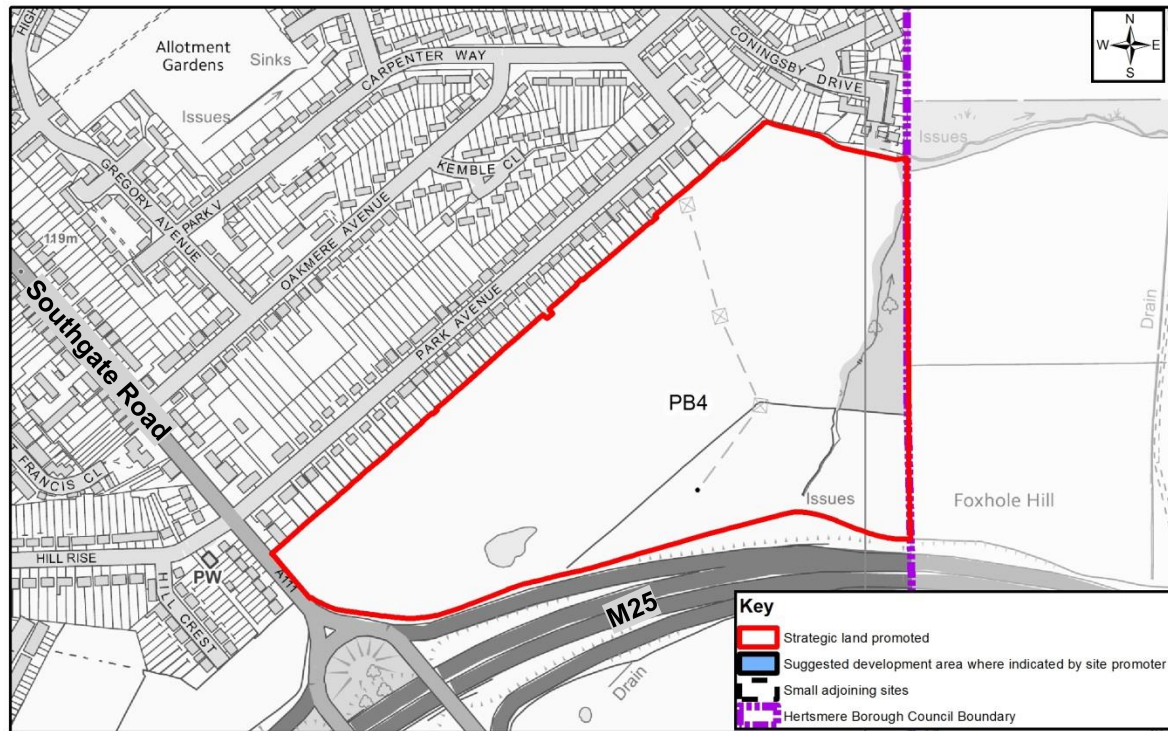 HIGH
Allotment
Gardens
Sinks
Issues
CARPENTER WAY
CONINGSBY DRIVE
N
W E
S
Issues
GREGORY AVENUE
PARK V
KEMBLE CL
OAKMERE AVENUE
119m
PARK AVENUE
Southgate Road
Drain
PB4
FRANCIS CL
Issues
Foxhole Hill
HILL RISE
PW
A111
HILL CREST
M25
Drain
Key
Strategic land promoted
Suggested development area where indicated by site promoter
Small adjoining sites
Hertsmere Borough Council Boundary